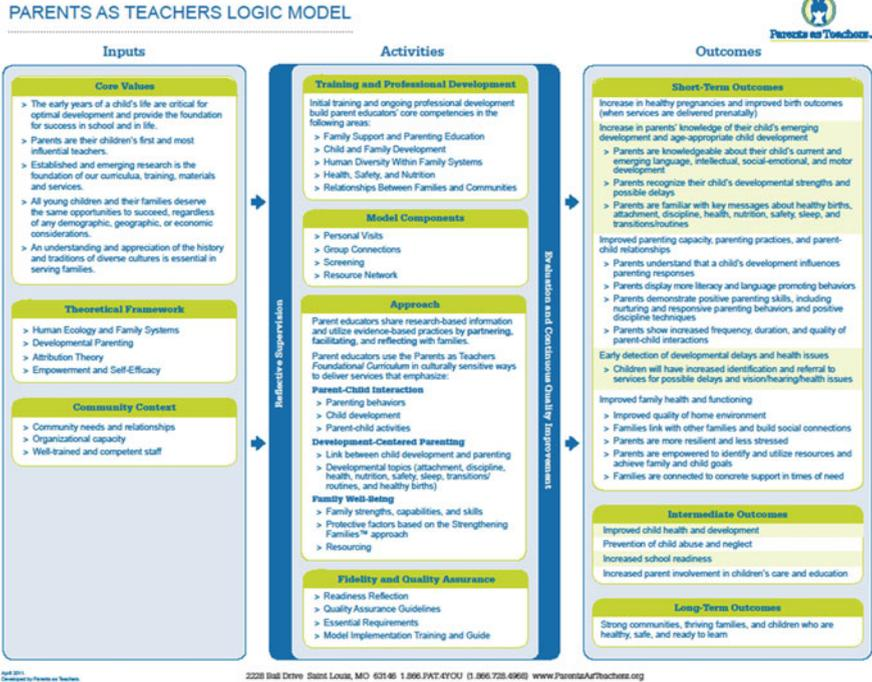 PARENTS AS TEACHERS LOGIC MODEL
Parents as Teachers.
Inputs
Core Values
> The early years of a child's life are critical for
optimal development and provide the foundation
for success in school and in life.
> Parents are their children's first and most
influential teachers.
> Established and emerging research is the
foundation of our curriculua, training, materials
and services.
> All young children and their families deserve
the same opportunities to succeed, regardless
of any demographic, geographic, or economic
considerations.
> An understanding and appreciation of the history
and traditions of diverse cultures is essential in
serving families.
Theoretical Framework
> Human Ecology and Family Systems
> Developmental Parenting
> Attribution Theory
> Empowerment and Self-Efficacy
Community Context
> Community needs and relationships
> Organizational capacity
> Well-trained and competent staff
Activities
Reflective Supervision
Training and Professional Development
Initial training and ongoing professional development
build parent educators' core competencies in the
following areas:
> Family Support and Parenting Education
> Child and Family Development
> Human Diversity Within Family Systems
> Health, Safety, and Nutrition
> Relationships Between Families and Communities
Model Components
> Personal Visits
> Group Connections
> Screening
> Resource Network
Approach
Parent educators share research-based information
and utilize evidence-based practices by partnering,
facilitating, and reflecting with families.
Parent educators use the Parents as Teachers
Foundational Curriculum in culturally sensitive ways
to deliver services that emphasize:
Parent-Child Interaction
> Parenting behaviors
> Child development
> Parent-child activities
Development-Centered Parenting
> Link between child development and parenting
> Developmental topics (attachment, discipline,
health, nutrition, safety, sleep, transitions/
routines, and healthy births)
Family Well-Being
> Family strengths, capabilities, and skills
> Protective factors based on the Strengthening
Families™ approach
> Resourcing
Fidelity and Quality Assurance
> Readiness Reflection
> Quality Assurance Guidelines
> Essential Requirements
> Model Implementation Training and Guide
Evaluation and Continuous Quality Improvement
Outcomes
Short-Term Outcomes
Increase in healthy pregnancies and improved birth outcomes
(when services are delivered prenatally)
Increase in parents' knowledge of their child's emerging
development and age-appropriate child development
> Parents are knowledgeable about their child's current and
emerging language, intellectual, social-emotional, and motor
development
> Parents recognize their child's developmental strengths and
possible delays
> Parents are familiar with key messages about healthy births,
attachment, discipline, health, nutrition, safety, sleep, and
transitions/routines
Improved parenting capacity, parenting practices, and parent-
child relationships
> Parents understand that a child's development influences
parenting responses
> Parents display more literacy and language promoting behaviors
> Parents demonstrate positive parenting skills, including
nurturing and responsive parenting behaviors and positive
discipline techniques
> Parents show increased frequency, duration, and quality of
parent-child interactions
Early detection of developmental delays and health issues
> Children will have increased identification and referral to
services for possible delays and vision/hearing/health issues
Improved family health and functioning
> Improved quality of home environment
> Families link with other families and build social connections
> Parents are more resilient and less stressed
> Parents are empowered to identify and utilize resources and
achieve family and child goals
> Families are connected to concrete support in times of need
Intermediate Outcomes
Improved child health and development
Prevention of child abuse and neglect
Increased school readiness
Increased parent involvement in children's care and education
Long-Term Outcomes
Strong communities, thriving families, and children who are
healthy, safe, and ready to learn
April 2011
Developed by Parents as Teachers.
2228 Ball Drive Saint Louis, MO 63146 1.866.PAT.4YOU (1.866.728.4968) www.ParentsAsTeachers.org